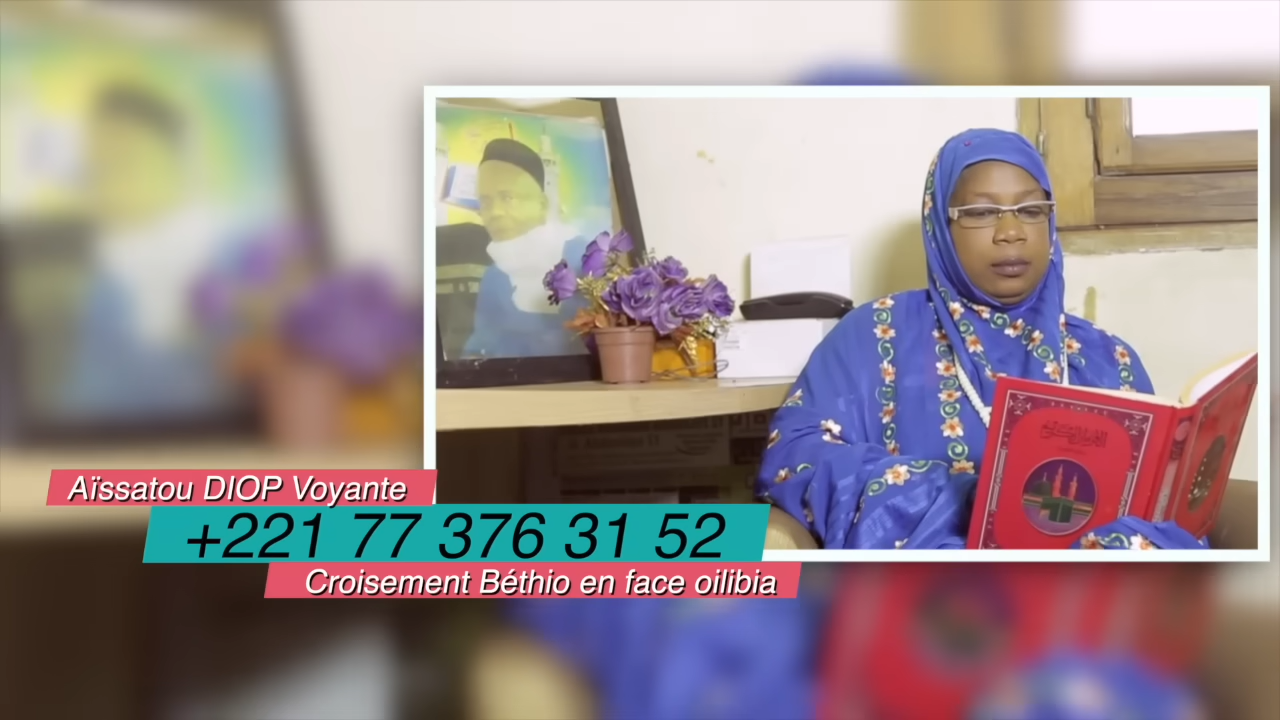 Aïssatou DIOP Voyante
+221 77 376 31 52
Croisement Béthio en face oilibia